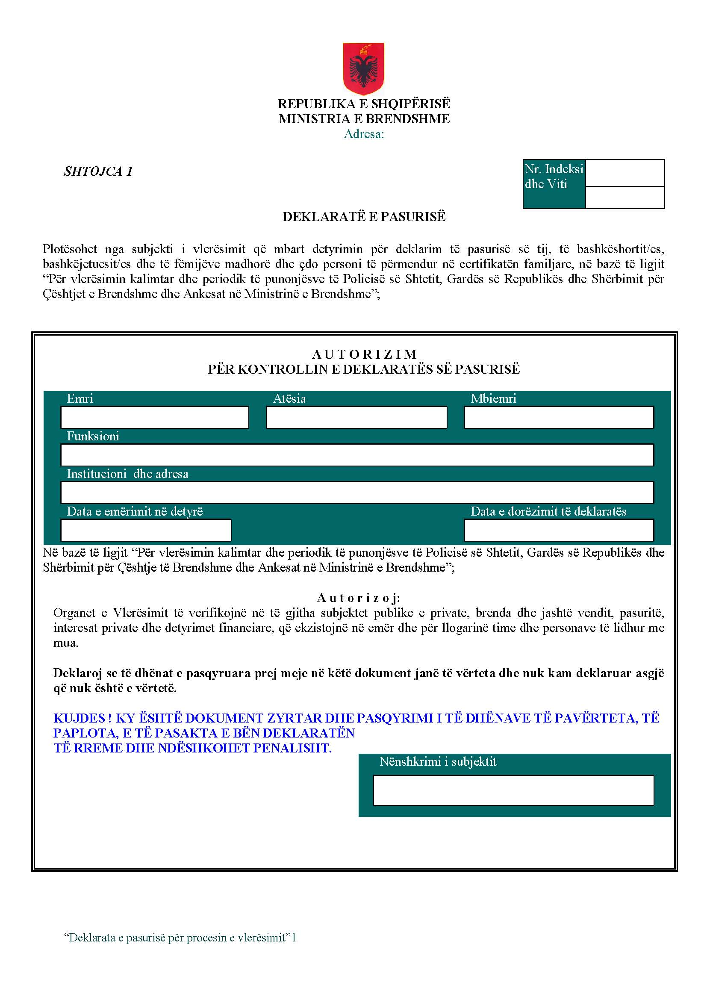 REPUBLIKA E SHQIPËRISË
MINISTRIA E BRENDSHME
Adresa:
SHTOJCA 1
Nr. Indeksi
dhe Viti
DEKLARATË E PASURISË
Plotësohet nga subjekti i vlerësimit që mbart detyrimin për deklarim të pasurisë së tij, të bashkëshortit/es,
bashkëjetuesit/es dhe të fëmijëve madhorë dhe çdo personi të përmendur në certifikatën familjare, në bazë të ligjit
“Për vlerësimin kalimtar dhe periodik të punonjësve të Policisë së Shtetit, Gardës së Republikës dhe Shërbimit për
Çështjet e Brendshme dhe Ankesat në Ministrinë e Brendshme”;
A U T O R I Z I M
PËR KONTROLLIN E DEKLARATËS SË PASURISË
Emri Atësia Mbiemri
Funksioni
Institucioni dhe adresa
Data e emërimit në detyrë Data e dorëzimit të deklaratës
Në bazë të ligjit “Për vlerësimin kalimtar dhe periodik të punonjësve të Policisë së Shtetit, Gardës së Republikës dhe
Shërbimit për Çështje të Brendshme dhe Ankesat në Ministrinë e Brendshme”;
A u t o r i z o j:
Organet e Vlerësimit të verifikojnë në të gjitha subjektet publike e private, brenda dhe jashtë vendit, pasuritë,
interesat private dhe detyrimet financiare, që ekzistojnë në emër dhe për llogarinë time dhe personave të lidhur me
mua.
Deklaroj se të dhënat e pasqyruara prej meje në këtë dokument janë të vërteta dhe nuk kam deklaruar asgjë
që nuk është e vërtetë.
KUJDES ! KY ËSHTË DOKUMENT ZYRTAR DHE PASQYRIMI I TË DHËNAVE TË PAVËRTETA, TË
PAPLOTA, E TË PASAKTA E BËN DEKLARATËN
TË RREME DHE NDËSHKOHET PENALISHT.
Nënshkrimi i subjektit
“Deklarata e pasurisë për procesin e vlerësimit”1